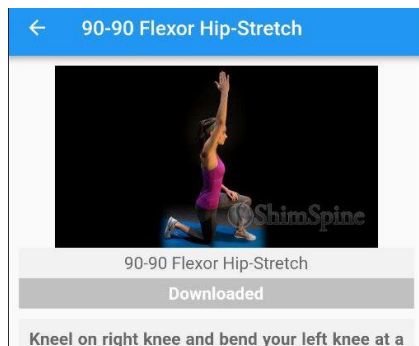 90-90 Flexor Hip-Stretch
ShimSpine
90-90 Flexor Hip-Stretch
Downloaded
Kneel on right knee and bend your left knee at a